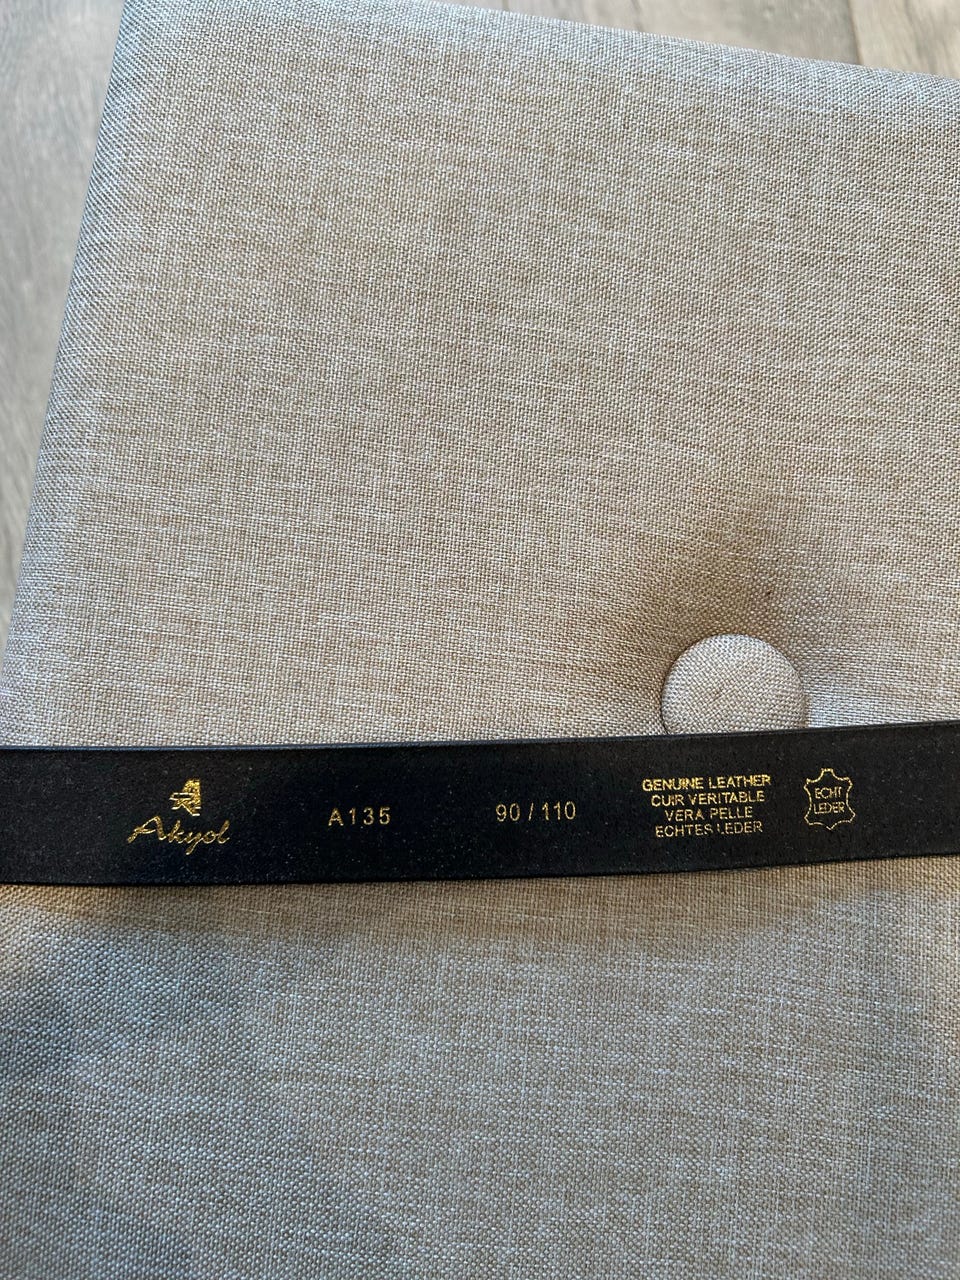 Akyol
A135
90 / 110
GENUINE LEATHER
CUIR VERITABLE
VERA PELLE
ECHTES LEDER
ECHT
LEDER